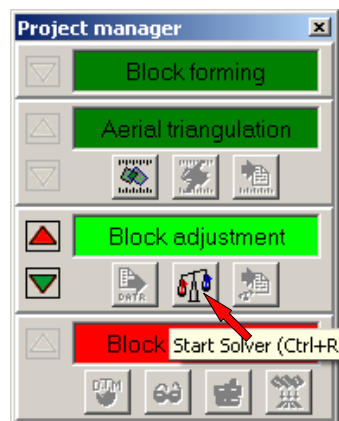 Project manager
Block forming
Aerial triangulation
Block adjustment
DATR
Block
Start Solver (Ctrl+R
DTM